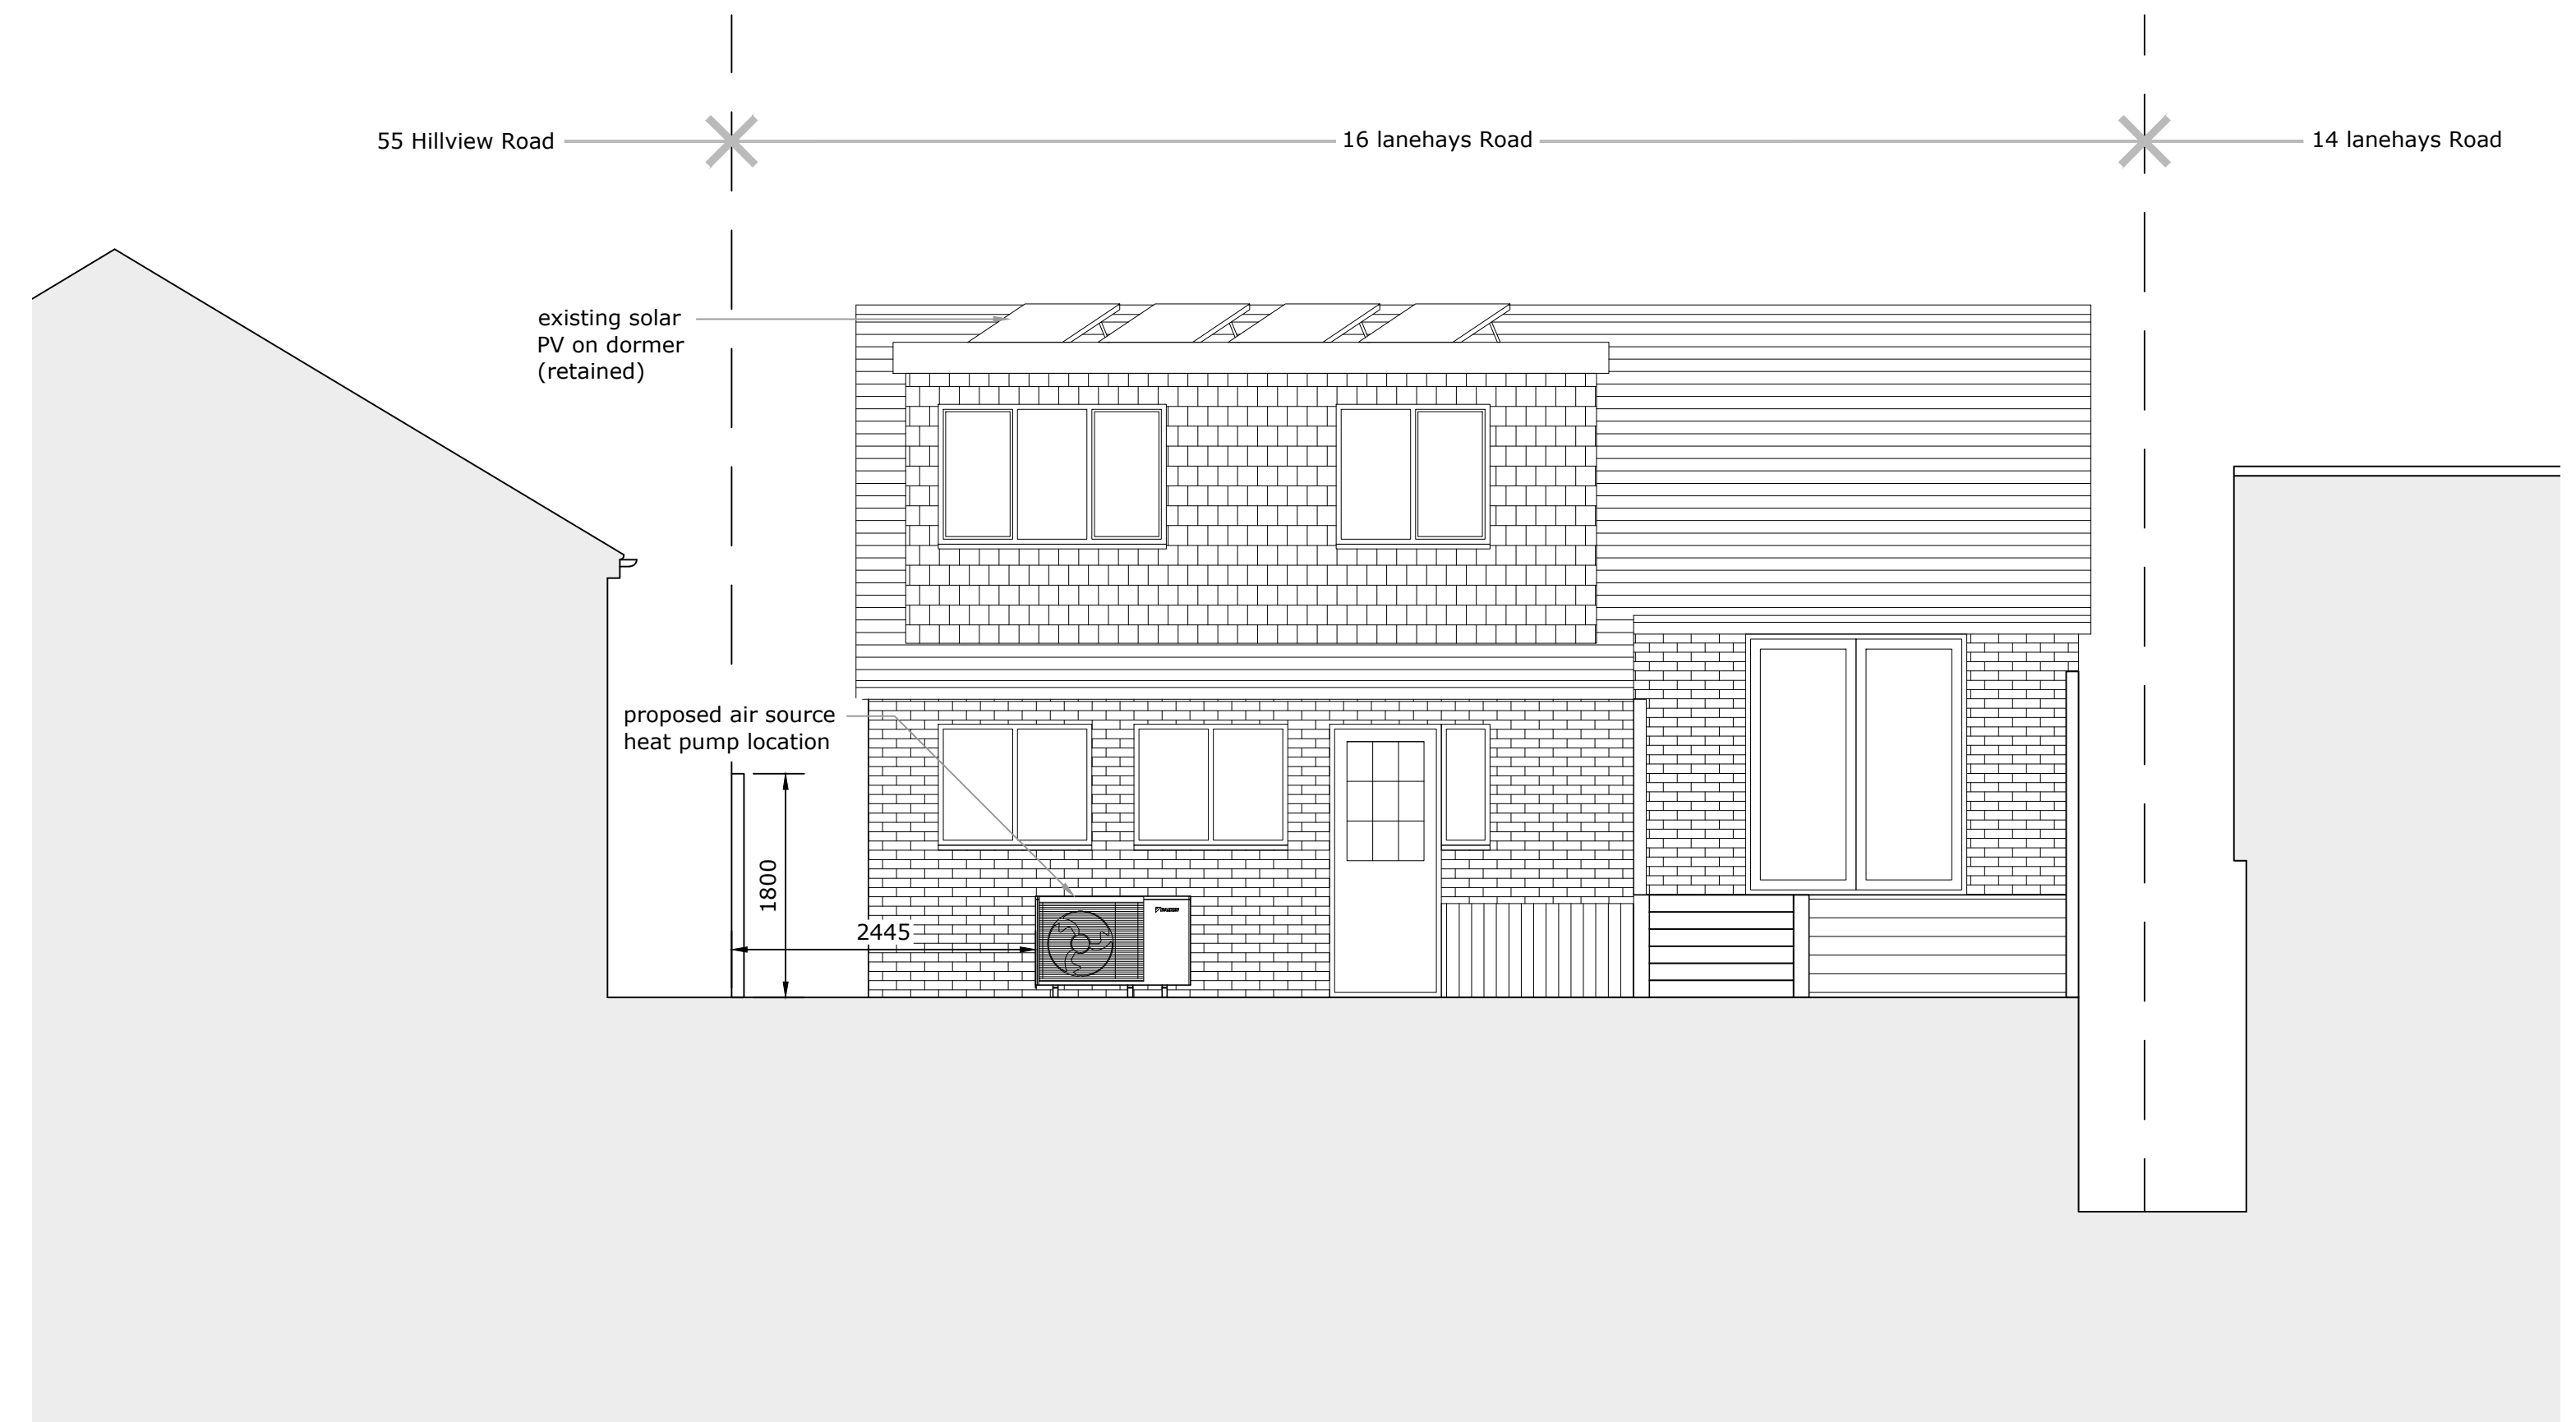 55 Hillview Road
16 lanehays Road
14 lanehays Road
existing solar
PV on dormer
(retained)
proposed air source
heat pump location
1800
2445
DAIKIN